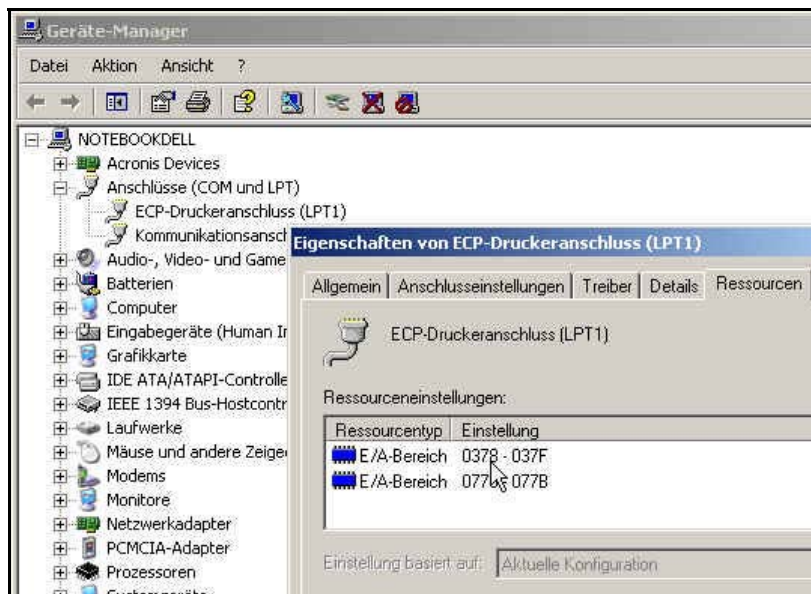 Geräte-Manager
Datei Aktion Ansicht ?
NOTEBOOKDELL
Acronis Devices
Anschlüsse (COM und LPT)
ECP-Druckeranschluss (LPT1)
Kommunikationsansch
Audio-, Video- und Game
Batterien
Computer
Eingabegeräte (Human In
Grafikkarte
IDE ATA/ATAPI-Controlle
IEEE 1394 Bus-Hostcontr
Laufwerke
Mäuse und andere Zeige
Modems
Monitore
Netzwerkadapter
PCMCIA-Adapter
Prozessoren
Eigenschaften von ECP-Druckeranschluss (LPT1)
Allgemein Anschlusseinstellungen Treiber Details Ressourcen
ECP-Druckeranschluss (LPT1)
Ressourceneinstellungen:
Ressourcentyp Einstellung
E/A-Bereich 0378 - 037F
E/A-Bereich 077B
Einstellung basiert auf: Aktuelle Konfiguration